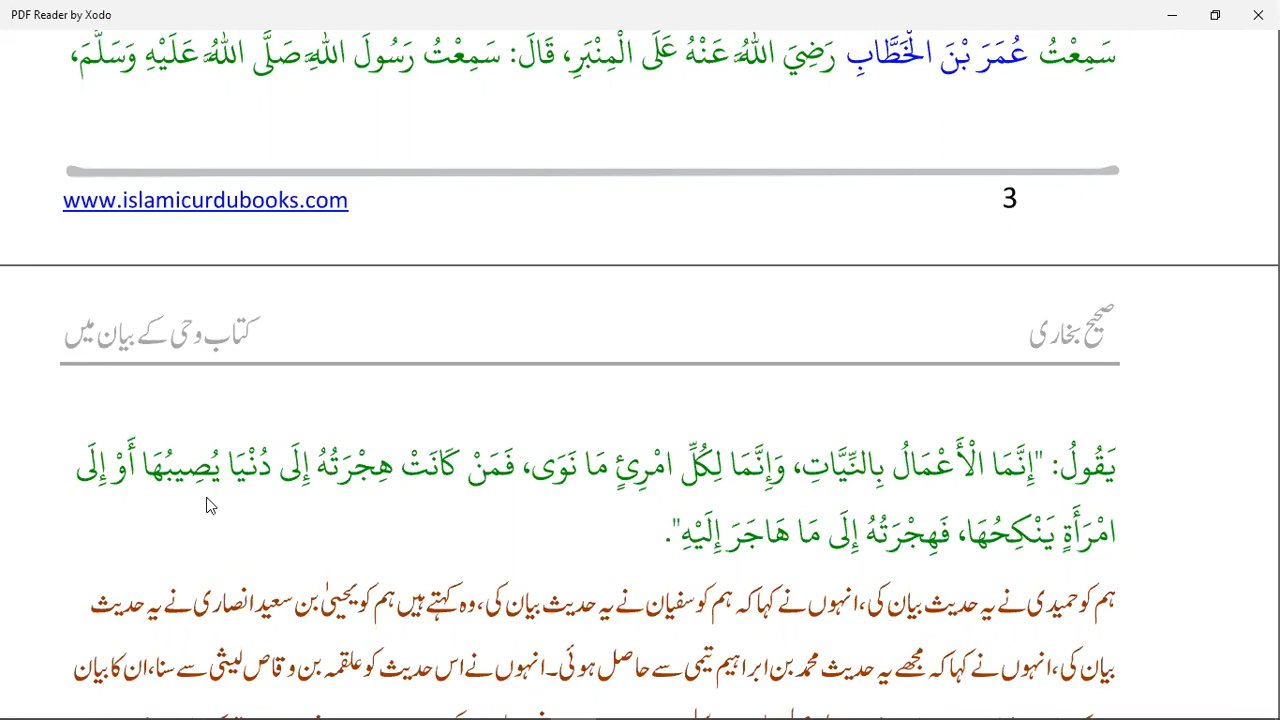 PDF Reader by Xodo
سَمِعْتُ عُمَرَ بْنَ الْخَطَّابِ رَضِيَ اللهُ عَنْهُ عَلَى الْمِنْبَرِ، قَالَ: سَمِعْتُ رَسُولَ اللهِ صَلَّى اللهُ عَلَيْهِ وَسَلَّمَ،
www.islamicurdubooks.com 3
صحیح بخاری کتاب وحی کے بیان میں
يَقُولُ: "إِنَّمَا الْأَعْمَالُ بِالنِّيَّاتِ، وَإِنَّمَا لِكُلِّ امْرِئٍ مَا نَوَى، فَمَنْ كَانَتْ هِجْرَتُهُ إِلَى دُنْيَا يُصِيبُهَا أَوْ إِلَى
امْرَأَةٍ يَنْكِحُهَا، فَهِجْرَتُهُ إِلَى مَا هَاجَرَ إِلَيْهِ".
ہم کو حمیدی نے یہ حدیث بیان کی، انہوں نے کہا کہ ہم کو سفیان نے یہ حدیث بیان کی، وہ کہتے ہیں ہم کو یحییٰ بن سعید انصاری نے یہ حدیث
بیان کی، انہوں نے کہا کہ مجھے یہ حدیث محمد بن ابراہیم تیمی سے حاصل ہوئی۔ انہوں نے اس حدیث کو علقمہ بن وقاص لیثی سے سنا، ان کا بیان